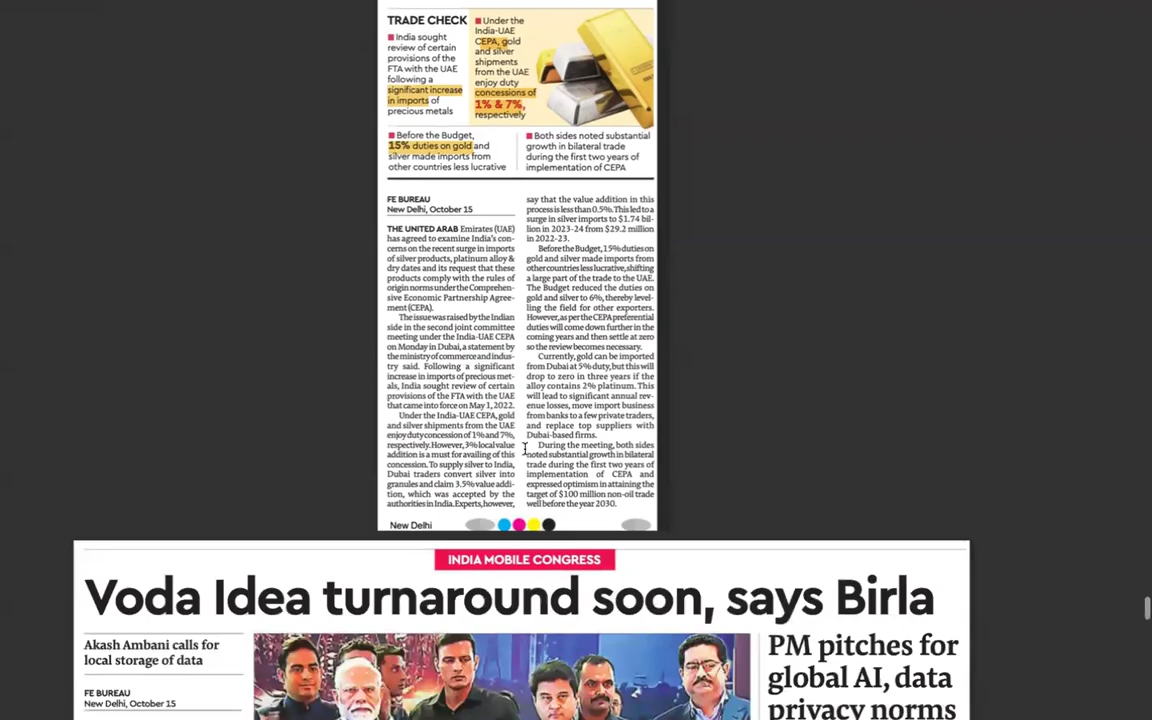 TRADE CHECK
■ India sought
review of certain
provisions of the
FTA with the UAE
following a
significant increase
in imports of
precious metals
■ Under the
India-UAE
CEPA, gold
and silver
shipments
from the UAE
enjoy duty
concessions of
1% & 7%,
respectively
■ Before the Budget,
15% duties on gold and
silver made imports from
other countries less lucrative
■ Both sides noted substantial
growth in bilateral trade
during the first two years of
implementation of CEPA
FE BUREAU
New Delhi, October 15
THE UNITED ARAB Emirates (UAE)
has agreed to examine India's con-
cerns on the recent surge in imports
of silver products, platinum alloy &
dry dates and its request that these
products comply with the rules of
origin norms under the Comprehen-
sive Economic Partnership Agree-
ment (CEPA).
The issue was raised by the Indian
side in the second joint committee
meeting under the India-UAE CEPA
on Monday in Dubai, a statement by
the ministry of commerce and indus-
try said. Following a significant
increase in imports of precious met-
als, India sought review of certain
provisions of the FTA with the UAE
that came into force on May 1, 2022.
Under the India-UAE CEPA, gold
and silver shipments from the UAE
enjoy duty concession of 1% and 7%,
respectively. However, 3% local value
addition is a must for availing of this
concession. To supply silver to India,
Dubai traders convert silver into
granules and claim 3.5% value addi-
tion, which was accepted by the
authorities in India. Experts, however,
say that the value addition in this
process is less than 0.5%. This led to a
surge in silver imports to $1.74 bil-
lion in 2023-24 from $29.2 million
in 2022-23.
Before the Budget, 15% duties on
gold and silver made imports from
other countries less lucrative, shifting
a large part of the trade to the UAE.
The Budget reduced the duties on
gold and silver to 6%, thereby level-
ling the field for other exporters.
However, as per the CEPA preferential
duties will come down further in the
coming years and then settle at zero
so the review becomes necessary.
Currently, gold can be imported
from Dubai at 5% duty, but this will
drop to zero in three years if the
alloy contains 2% platinum. This
will lead to significant annual rev-
enue losses, move import business
from banks to a few private traders,
and replace top suppliers with
Dubai-based firms.
During the meeting, both sides
noted substantial growth in bilateral
trade during the first two years of
implementation of CEPA and
expressed optimism in attaining the
target of $100 million non-oil trade
well before the year 2030.
New Delhi
INDIA MOBILE CONGRESS
Voda Idea turnaround soon, says Birla
Akash Ambani calls for
local storage of data
FE BUREAU
New Delhi, October 15
PM pitches for
global AI, data
privacy norms